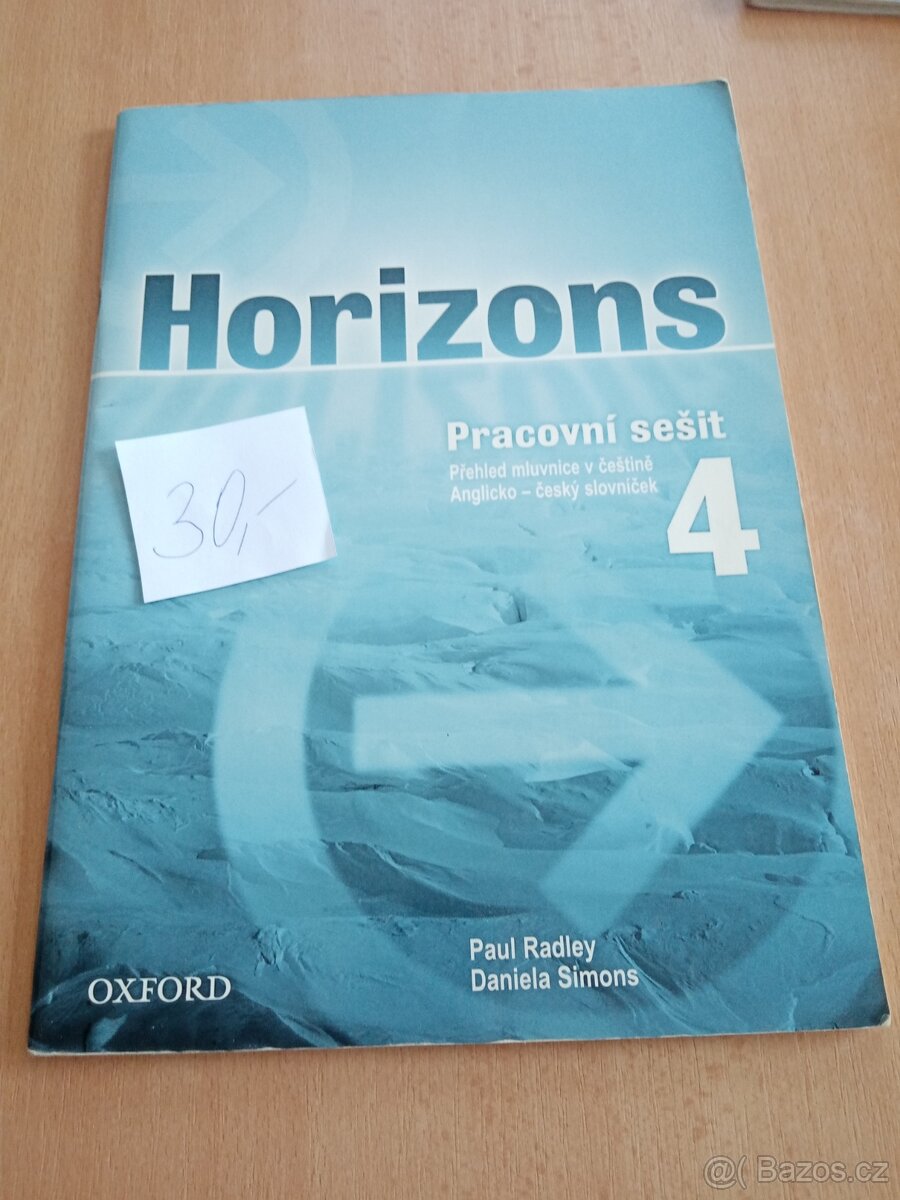 Horizons
Pracovní sešit
Přehled mluvnice v češtině
Anglicko – český slovníček
4
30,-
Paul Radley
Daniela Simons
OXFORD
@( Bazos.cz